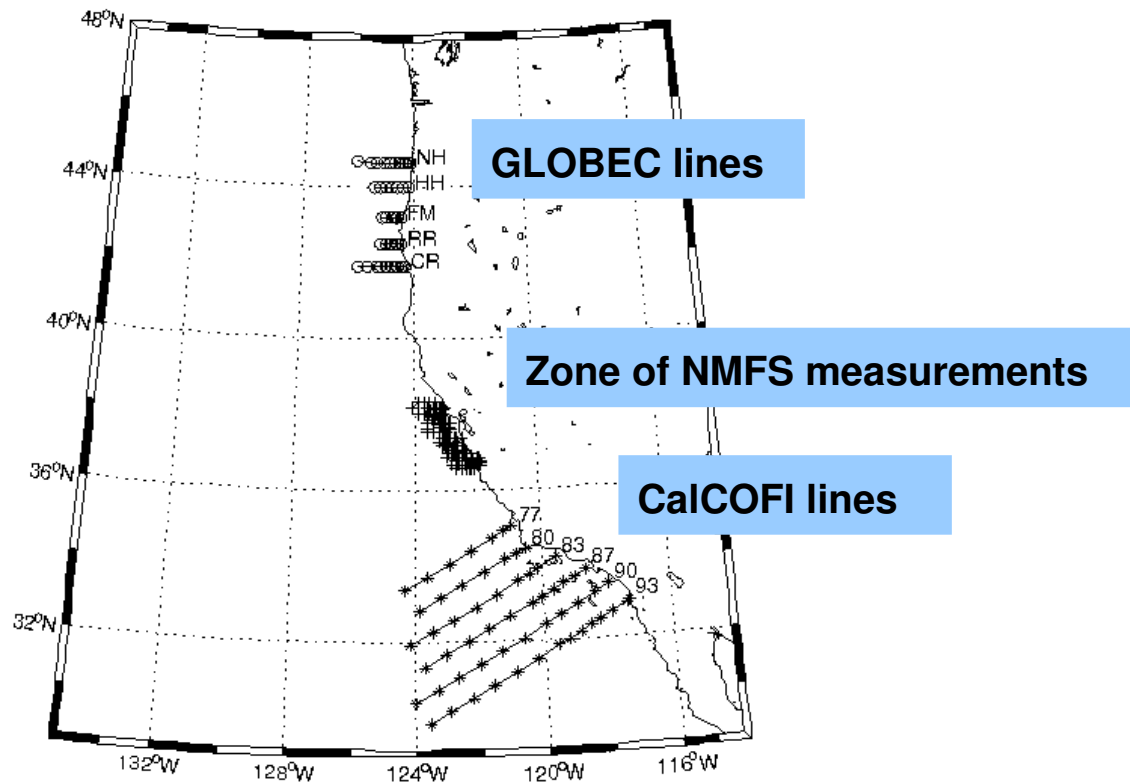 48°N
44°N
40°N
36°N
32°N
NH
HH
FM
RR
CR
GLOBEC lines
Zone of NMFS measurements
CalCOFI lines
77
80
83
87
90
93
132°W
128°W
124°W
120°W
116°W